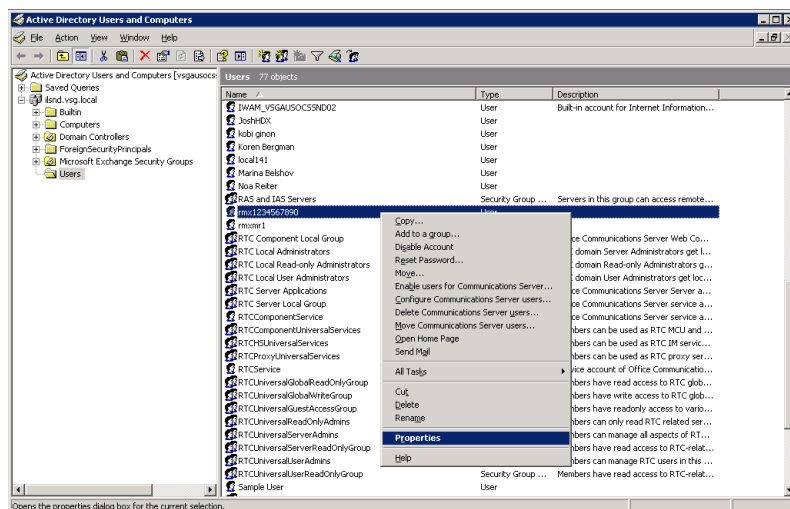 Active Directory Users and Computers
File Action View Window Help
Active Directory Users and Computers [vsgausocs:
Saved Queries
ilsnd.vsg.local
Builtin
Computers
Domain Controllers
ForeignSecurityPrincipals
Microsoft Exchange Security Groups
Users
Users 77 objects
Name Type Description
IWAM_VSGAUSOCSSND02 User Built-in account for Internet Information...
JoshHDX User
kobi ginon User
Koren Bergman User
local141 User
Marina Belshov User
Noa Reiter User
RAS and IAS Servers Security Group ... Servers in this group can access remote...
rmx1234567890 User
rmxmr1
RTC Component Local Group ce Communications Server Web Co...
RTC Local Administrators domain Server Administrators get l...
RTC Local Read-only Administrators domain Read-only Administrators g...
RTC Local User Administrators domain User Administrators get loc...
RTC Server Applications ce Communications Server Server a...
RTC Server Local Group ce Communications Server service a...
RTCComponentService ce Communications Server service a...
RTCComponentUniversalServices mbers can be used as RTC MCU and ...
RTCHSUniversalServices mbers can be used as RTC IM servic...
RTCProxyUniversalServices mbers can be used as RTC proxy ser...
RTCService vice account of Office Communicatio...
RTCUniversalGlobalReadOnlyGroup mbers have read access to RTC glob...
RTCUniversalGlobalWriteGroup mbers have write access to RTC glob...
RTCUniversalGuestAccessGroup mbers have readonly access to vario...
RTCUniversalReadOnlyAdmins mbers can only read RTC related ser...
RTCUniversalServerAdmins mbers can manage all aspects of RT...
RTCUniversalServerReadOnlyGroup mbers have read access to RTC-relat...
RTCUniversalUserAdmins mbers can manage RTC users in this ...
RTCUniversalUserReadOnlyGroup Security Group ... Members have read access to RTC-relat...
Sample User User
Copy...
Add to a group...
Disable Account
Reset Password...
Move...
Enable users for Communications Server...
Configure Communications Server users...
Delete Communications Server users...
Move Communications Server users...
Open Home Page
Send Mail
All Tasks
Cut
Delete
Rename
Properties
Help
Opens the properties dialog box for the current selection.